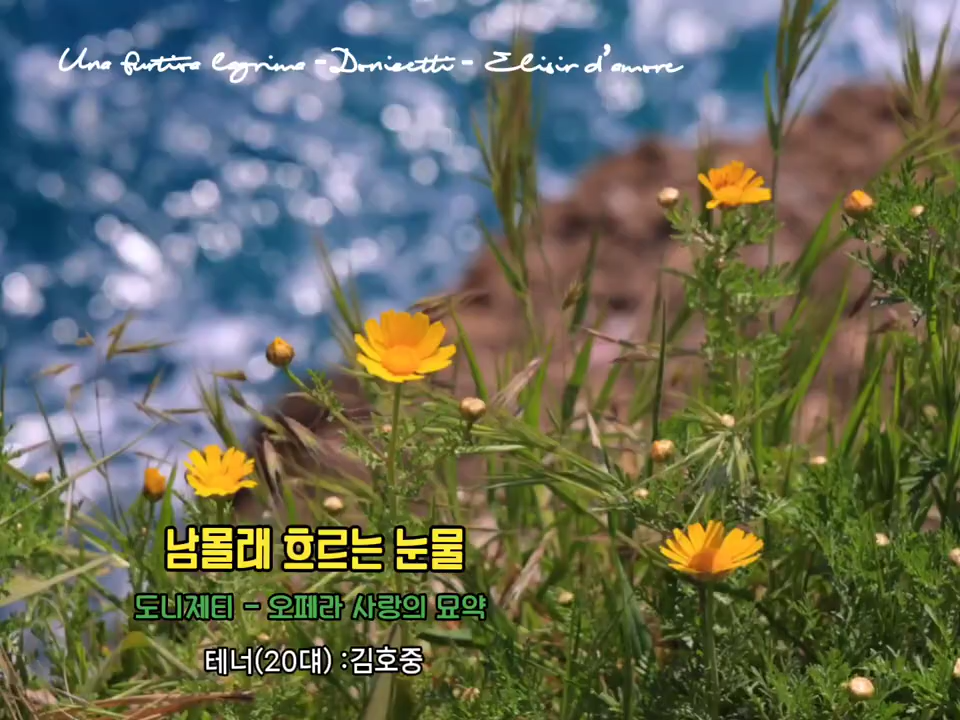 Una furtiva lagrima - Donizetti - Elisir d'amore
남몰래 흐르는 눈물
도니제티 - 오페라 사랑의 묘약
테너(20대) :김호중